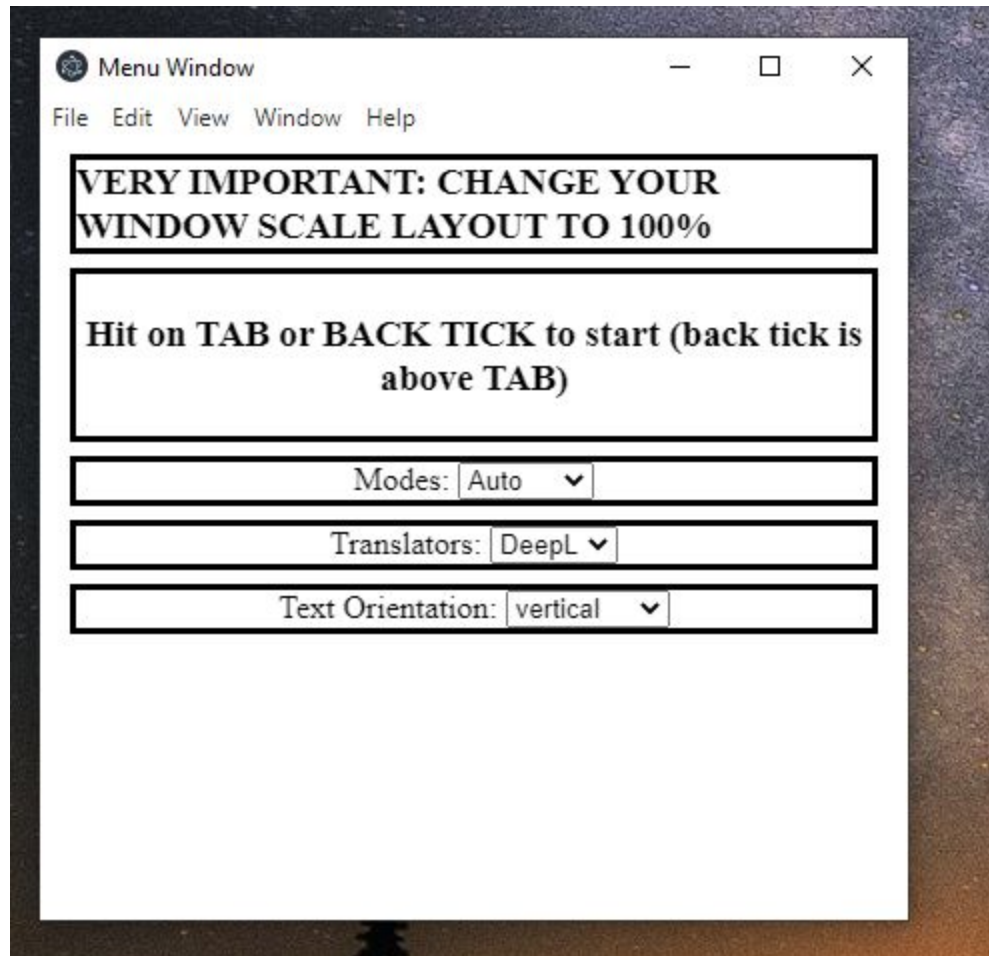 Menu Window
File Edit View Window Help
VERY IMPORTANT: CHANGE YOUR
WINDOW SCALE LAYOUT TO 100%
Hit on TAB or BACK TICK to start (back tick is
above TAB)
Modes: Auto
Translators: DeepL
Text Orientation: vertical